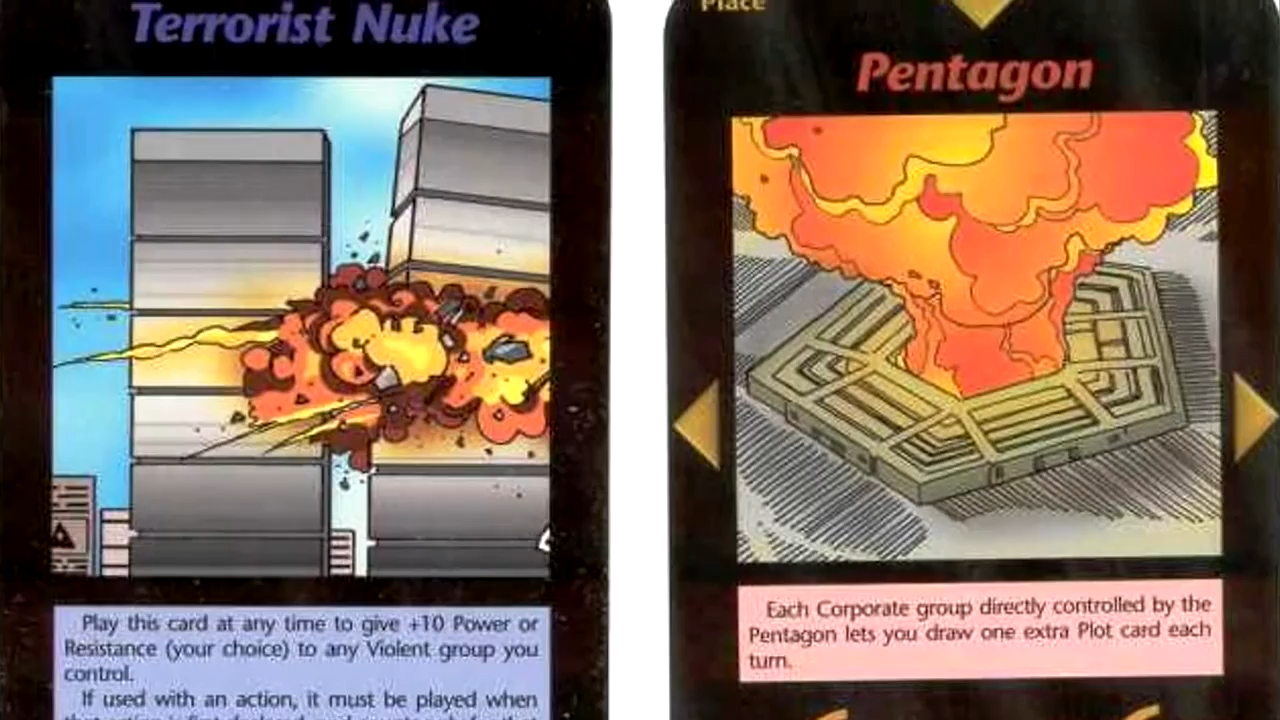 Terrorist Nuke
Play this card at any time to give +10 Power or
Resistance (your choice) to any Violent group you
control.
If used with an action, it must be played when
Place
Pentagon
Each Corporate group directly controlled by the
Pentagon lets you draw one extra Plot card each
turn.